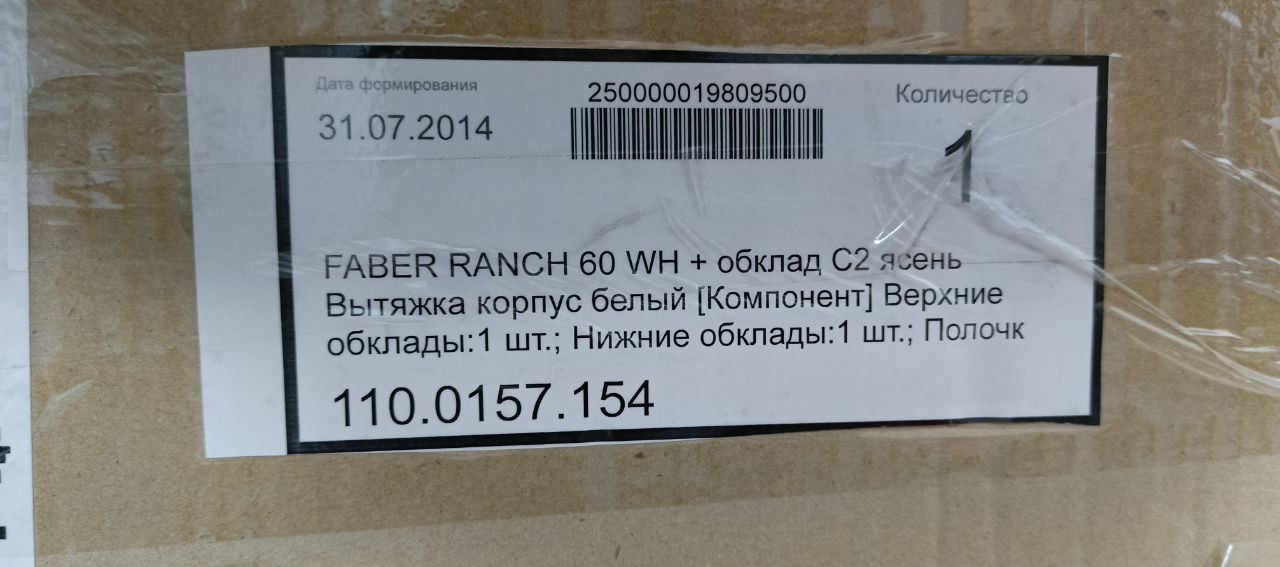 Дата формирования
31.07.2014
250000019809500
Количество
1
FABER RANCH 60 WH + обклад C2 ясень
Вытяжка корпус белый [Компонент] Верхние
обклады:1 шт.; Нижние обклады:1 шт.; Полочк
110.0157.154